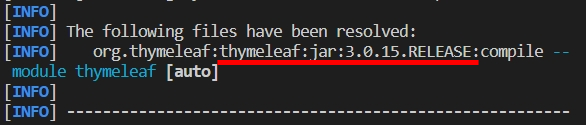 [INFO]
[INFO] The following files have been resolved:
[INFO]    org.thymeleaf:thymeleaf:jar:3.0.15.RELEASE:compile --
module thymeleaf [auto]
[INFO]
[INFO] ------------------------------------------------------